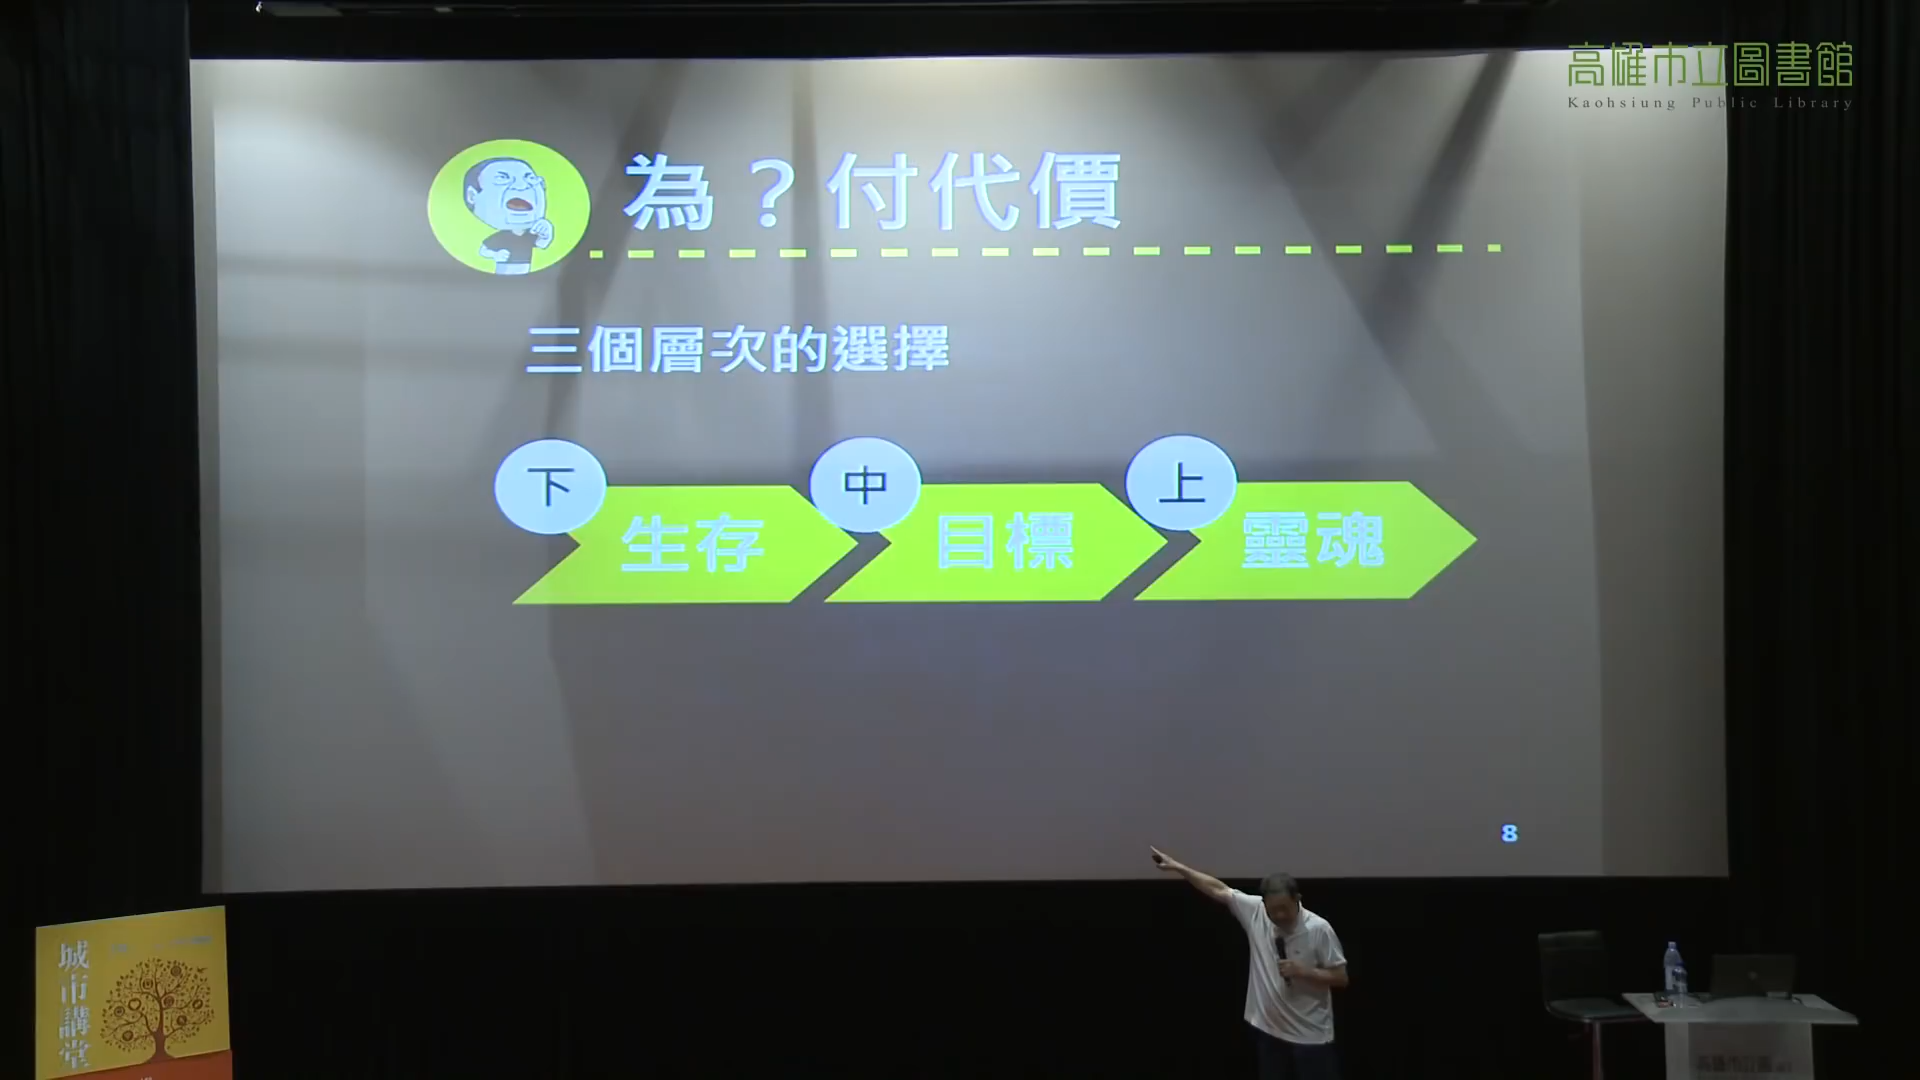 高雄市立圖書館
Kaohsiung Public Library
為？付代價
三個層次的選擇
下
生存
中
目標
上
靈魂
8
城市講堂